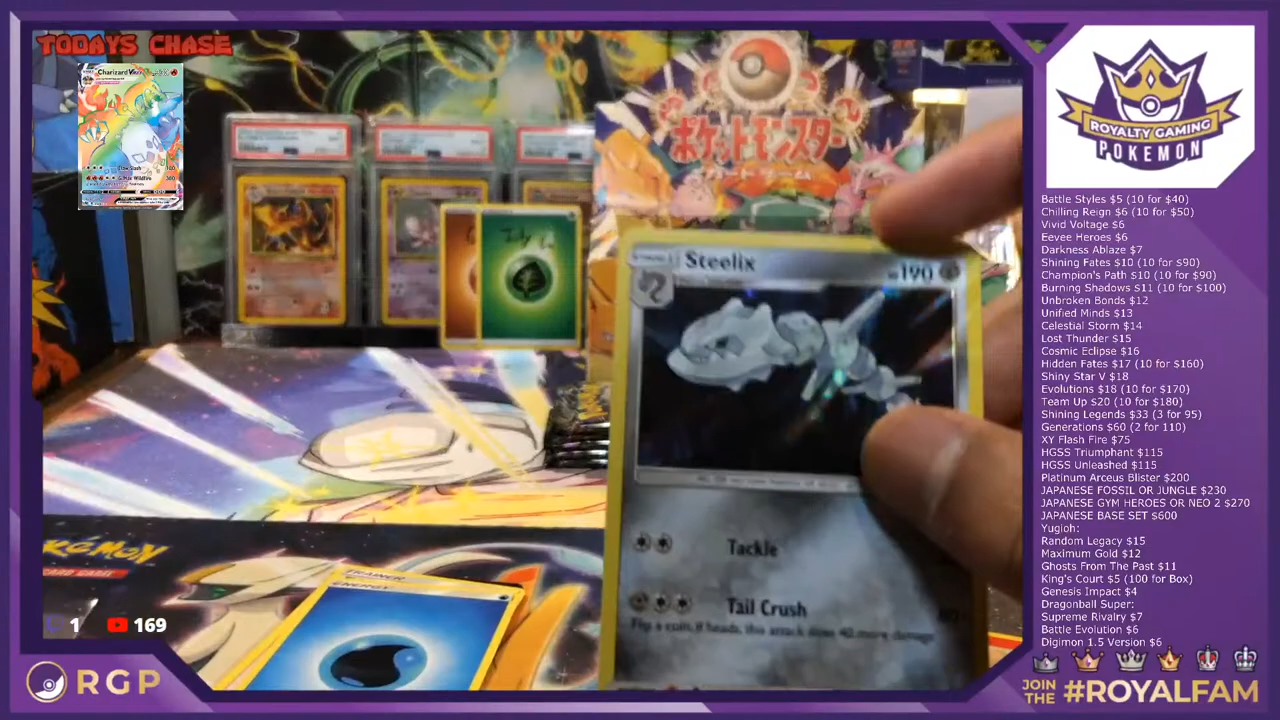 TODAYS CHASE
Charizard
G-Max Wildfire
ポケットモンスター
Steelix
190
Tackle
Tail Crush
Flip a coin. If heads, this attack does 40 more damage.
TRAINER
ENERGY
1
169
RGP
ROYALTY GAMING
POKEMON
Battle Styles $5 (10 for $40)
Chilling Reign $6 (10 for $50)
Vivid Voltage $6
Eevee Heroes $6
Darkness Ablaze $7
Shining Fates $10 (10 for $90)
Champion's Path $10 (10 for $90)
Burning Shadows $11 (10 for $100)
Unbroken Bonds $12
Unified Minds $13
Celestial Storm $14
Lost Thunder $15
Cosmic Eclipse $16
Hidden Fates $17 (10 for $160)
Shiny Star V $18
Evolutions $18 (10 for $170)
Team Up $20 (10 for $180)
Shining Legends $33 (3 for 95)
Generations $60 (2 for 110)
XY Flash Fire $75
HGSS Triumphant $115
HGSS Unleashed $115
Platinum Arceus Blister $200
JAPANESE FOSSIL OR JUNGLE $230
JAPANESE GYM HEROES OR NEO 2 $270
JAPANESE BASE SET $600
Yugioh:
Random Legacy $15
Maximum Gold $12
Ghosts From The Past $11
King's Court $5 (100 for Box)
Genesis Impact $4
Dragonball Super:
Supreme Rivalry $7
Battle Evolution $6
Digimon 1.5 Version $6
JOIN
THE #ROYALFAM